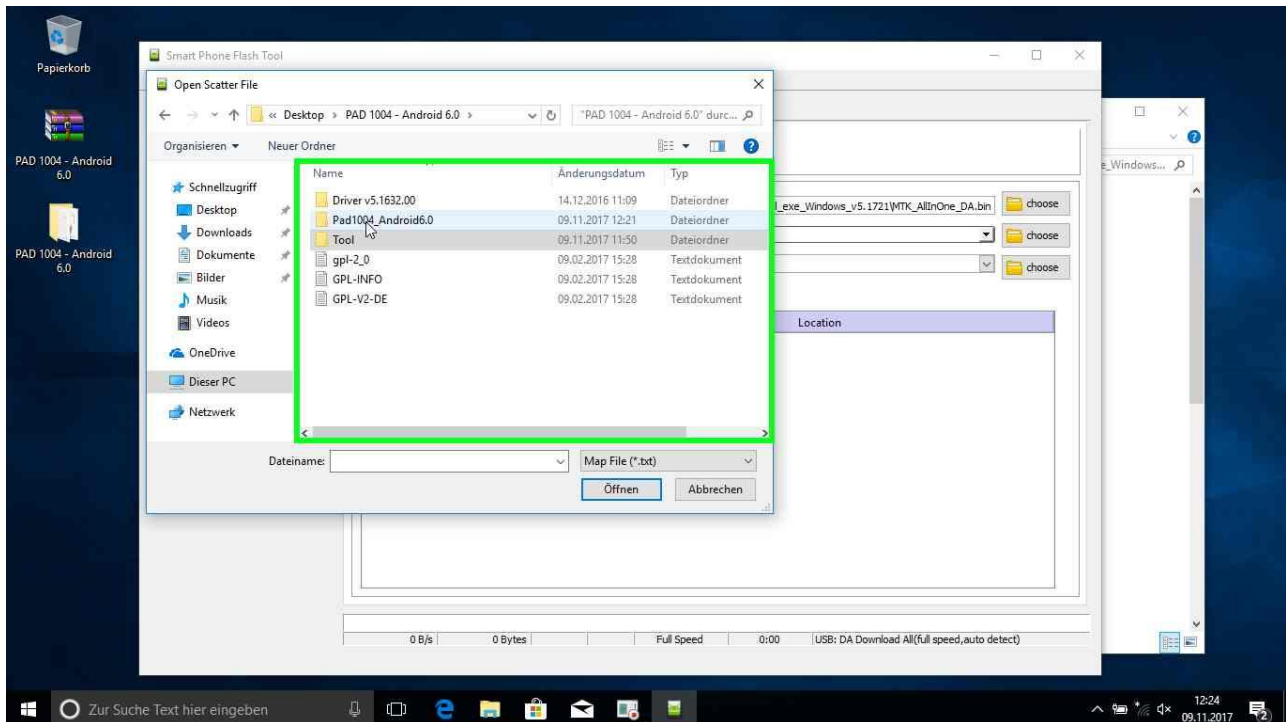 Papierkorb
PAD 1004 - Android
6.0
PAD 1004 - Android
6.0
Smart Phone Flash Tool
Open Scatter File
« Desktop › PAD 1004 - Android 6.0 ›
"PAD 1004 - Android 6.0" durc...
Organisieren
Neuer Ordner
Schnellzugriff
Desktop
Downloads
Dokumente
Bilder
Musik
Videos
OneDrive
Dieser PC
Netzwerk
Name Änderungsdatum Typ
Driver v5.1632.00 14.12.2016 11:09 Dateiordner
Pad1004_Android6.0 09.11.2017 12:21 Dateiordner
Tool 09.11.2017 11:50 Dateiordner
gpl-2_0 09.02.2017 15:28 Textdokument
GPL-INFO 09.02.2017 15:28 Textdokument
GPL-V2-DE 09.02.2017 15:28 Textdokument
Dateiname:
Map File (*.txt)
Öffnen
Abbrechen
l_exe_Windows_v5.1721\MTK_AllInOne_DA.bin
choose
choose
choose
Location
e_Windows...
0 B/s 0 Bytes Full Speed 0:00 USB: DA Download All(full speed,auto detect)
Zur Suche Text hier eingeben
12:24
09.11.2017
2